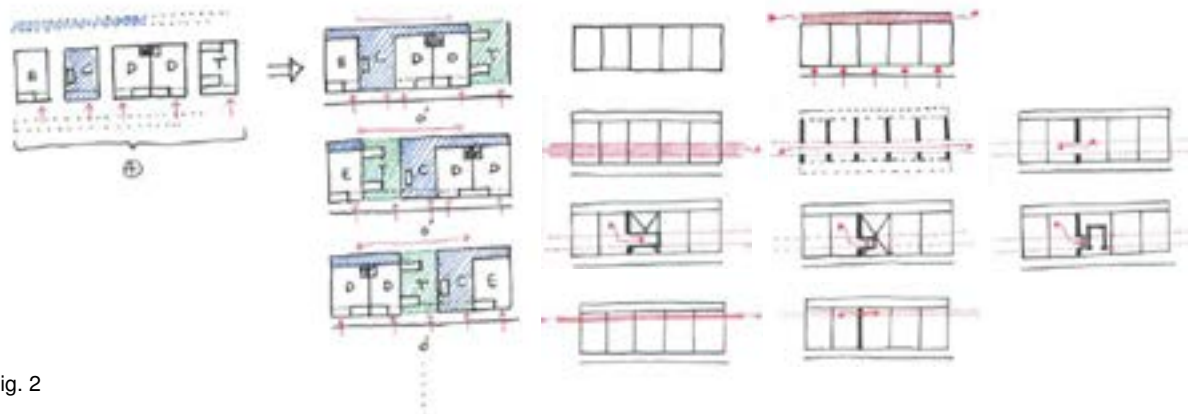 B C D D T
E C D D T
o'
E T C D D
o''
D D T C E
o'
ig. 2